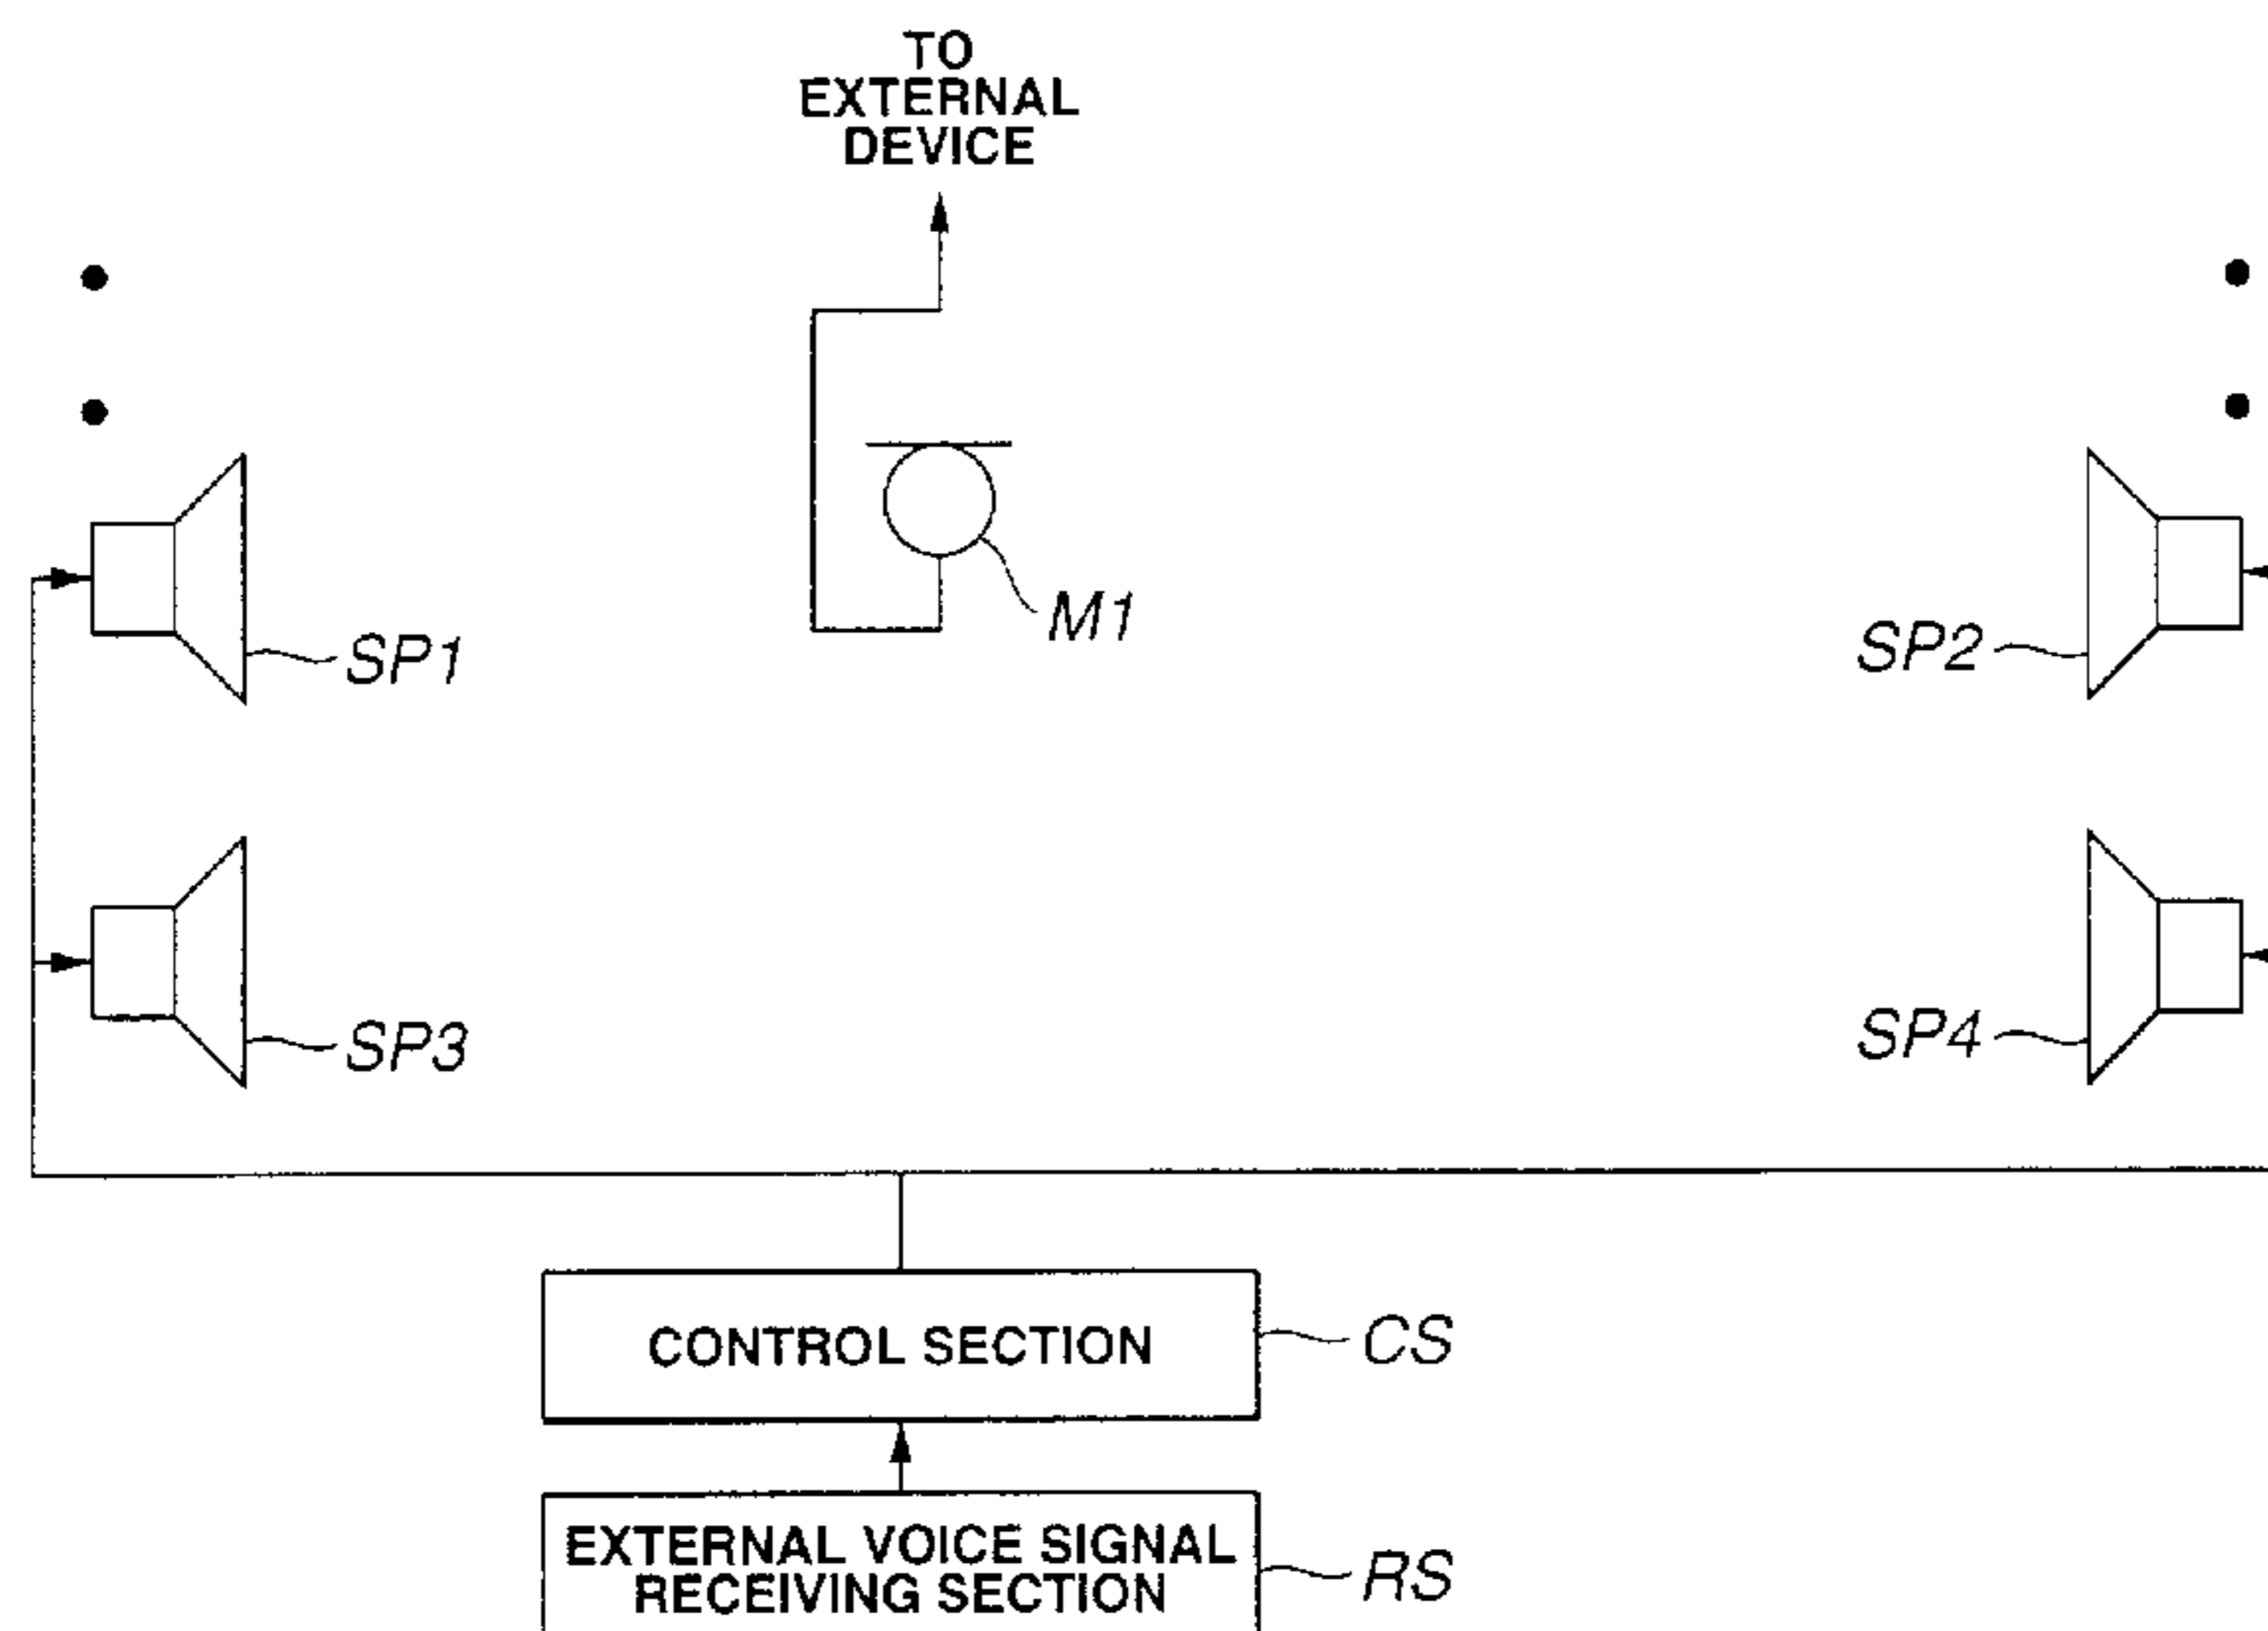 TO
EXTERNAL
DEVICE
M1
SP1
SP2
SP3
SP4
CONTROL SECTION
CS
EXTERNAL VOICE SIGNAL
RECEIVING SECTION
RS